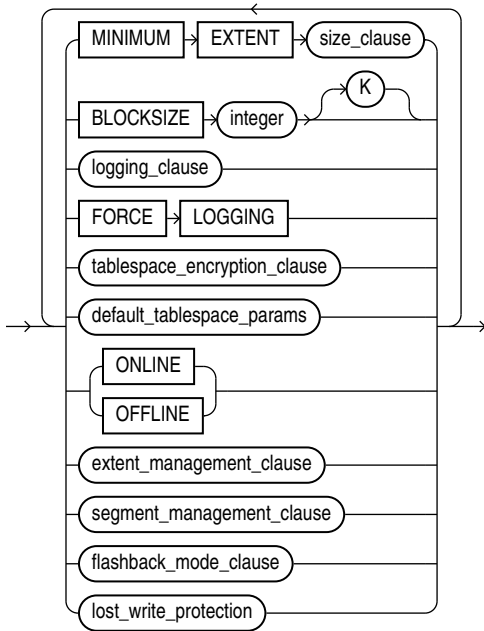 MINIMUM EXTENT size_clause
K
BLOCKSIZE integer
logging_clause
FORCE LOGGING
tablespace_encryption_clause
default_tablespace_params
ONLINE
OFFLINE
extent_management_clause
segment_management_clause
flashback_mode_clause
lost_write_protection